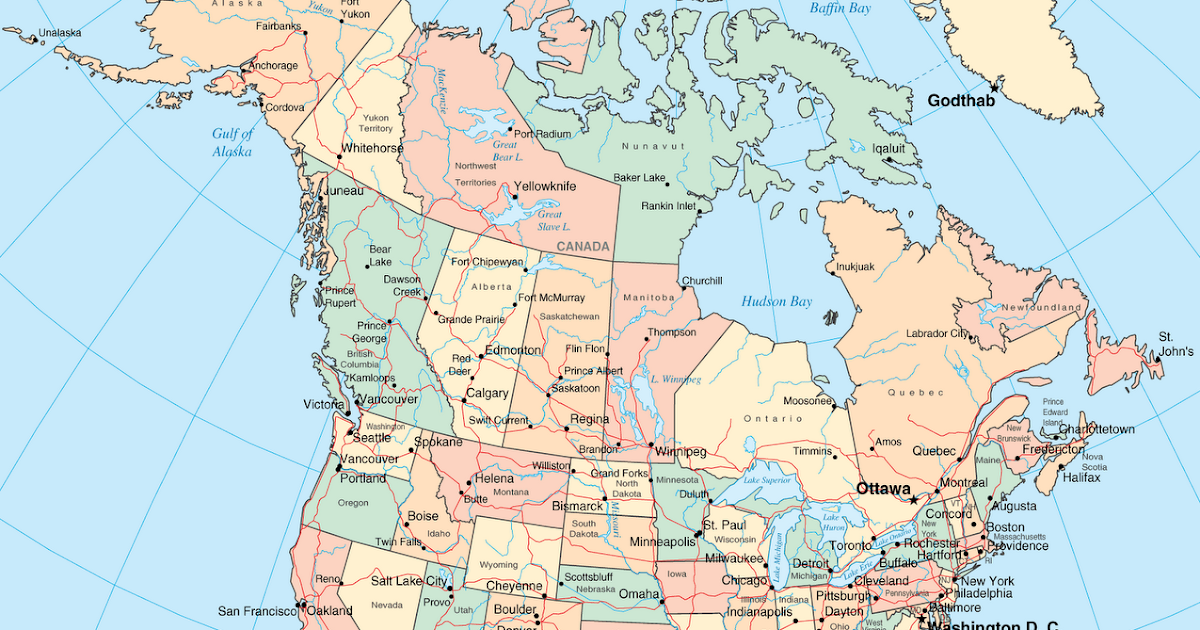 Alaska
Yukon
Fort
Yukon
Baffin Bay
Fairbanks
Unalaska
Anchorage
MacKenzie
Godthab
Cordova
Yukon
Territory
Gulf of
Alaska
Port Radium
Great
Bear L.
Whitehorse
Nunavut
Iqaluit
Northwest
Territories
Baker Lake
Yellowknife
Juneau
Rankin Inlet
Great
Slave L.
CANADA
Bear
Lake
Fort Chipewyan
Inukjuak
Dawson
Creek
Alberta
Churchill
Prince
Rupert
Fort McMurray
Manitoba
Hudson Bay
Newfoundland
Saskatchewan
Grande Prairie
Prince
George
Thompson
Labrador City
St.
John's
British
Columbia
Red
Deer
Edmonton
Flin Flon
Kamloops
Prince Albert
L. Winnipeg
Saskatoon
Calgary
Quebec
Victoria
Vancouver
Moosonee
Prince
Edward
Island
Swift Current
Regina
Ontario
Washington
Seattle
Spokane
New
Brunswick
Charlottetown
Brandon
Winnipeg
Timmins
Amos
Quebec
Fredericton
Vancouver
Williston
Grand Forks
Maine
Nova
Scotia
Portland
Helena
North
Dakota
Minnesota
Lake Superior
Halifax
Butte
Montana
Duluth
Ottawa
Montreal
Oregon
Bismarck
Missouri
VT
NH
Augusta
Boise
South
Dakota
St. Paul
Lake
Huron
Concord
Idaho
Minneapolis
Wisconsin
New
York
Boston
Twin Falls
Lake Ontario
Massachusetts
Toronto
Rochester
Providence
Milwaukee
Lake Michigan
Hartford
RI
Wyoming
Detroit
Buffalo
Reno
Salt Lake City
Scottsbluff
Iowa
Chicago
Michigan
Lake Erie
Cleveland
NJ
New York
Cheyenne
Nebraska
Omaha
Pittsburgh
Pennsylvania
Philadelphia
Nevada
Provo
Utah
Illinois
Indiana
San Francisco
Oakland
Boulder
Indianapolis
Dayton
Baltimore
Denver
Ohio
West
Virginia
Washington D. C.